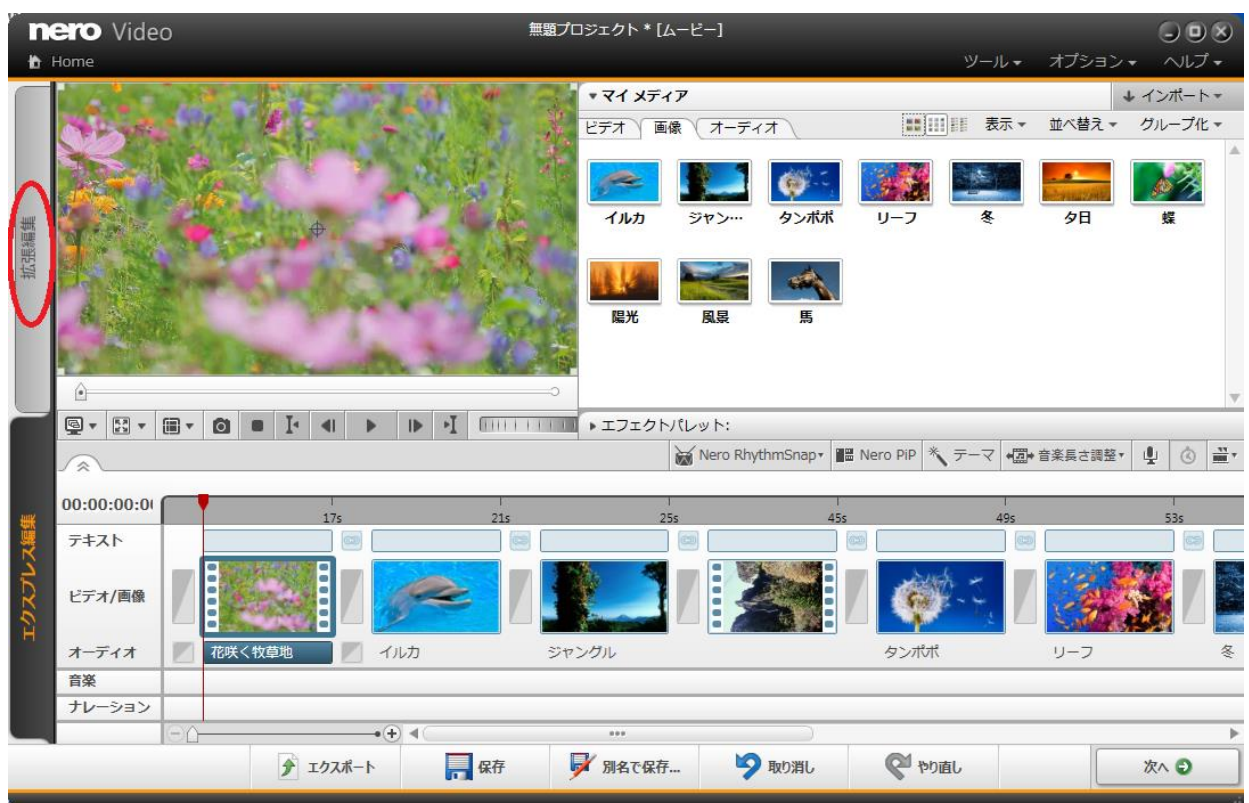 nero Video
無題プロジェクト * [ムービー]
Home
ツール
オプション
ヘルプ
マイ メディア
インポート
ビデオ
画像
オーディオ
表示
並べ替え
グループ化
イルカ
ジャン…
タンポポ
リーフ
冬
夕日
蝶
陽光
風景
馬
拡張編集
エフェクトパレット:
Nero RhythmSnap
Nero PiP
テーマ
音楽長さ調整
エクスプレス編集
17s
21s
25s
45s
49s
53s
テキスト
ビデオ/画像
オーディオ
花咲く牧草地
イルカ
ジャングル
タンポポ
リーフ
冬
音楽
ナレーション
エクスポート
保存
別名で保存...
取り消し
やり直し
次へ